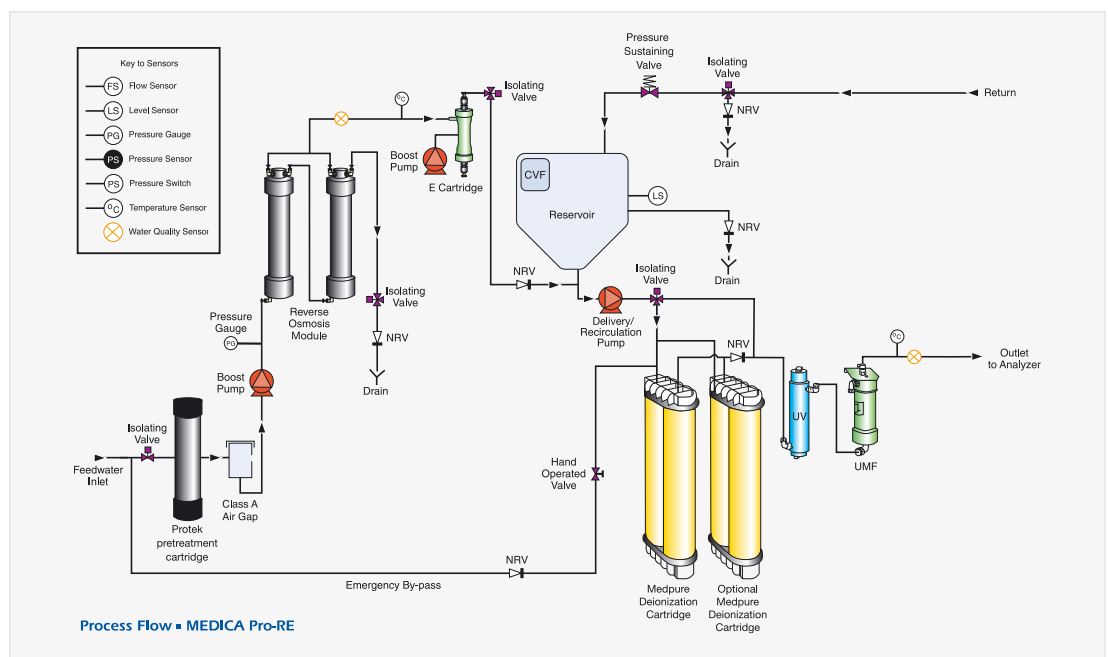 Key to Sensors
FS Flow Sensor
LS Level Sensor
PG Pressure Gauge
PS Pressure Sensor
PS Pressure Switch
ºC Temperature Sensor
Water Quality Sensor
Pressure
Sustaining
Valve
Isolating
Valve
Return
NRV
Drain
Isolating
Valve
ºC
Boost
Pump
E Cartridge
CVF
Reservoir
LS
NRV
Drain
NRV
Isolating
Valve
Delivery/
Recirculation
Pump
NRV
Isolating
Valve
NRV
Drain
Reverse
Osmosis
Module
Pressure
Gauge
PG
Boost
Pump
Isolating
Valve
Feedwater
Inlet
Class A
Air Gap
Protek
pretreatment
cartridge
ºC
Outlet
to Analyzer
UV
UMF
Hand
Operated
Valve
NRV
Emergency By-pass
Medpure
Deionization
Cartridge
Optional
Medpure
Deionization
Cartridge
Process Flow ▪ MEDICA Pro-RE